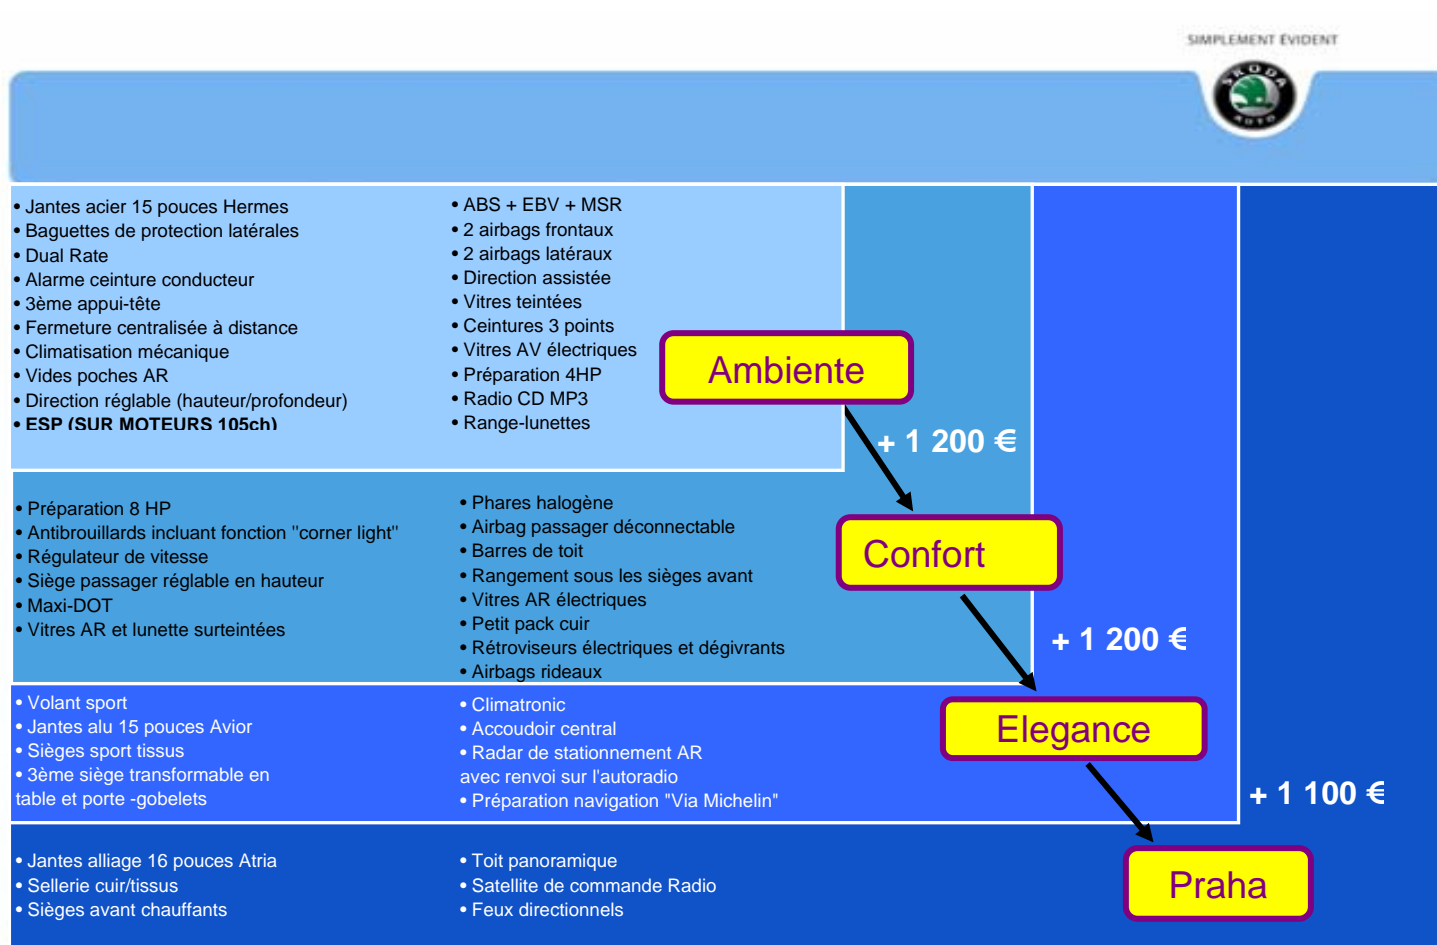 SIMPLEMENT ÉVIDENT
SKODA
AUTO
• Jantes acier 15 pouces Hermes
• Baguettes de protection latérales
• Dual Rate
• Alarme ceinture conducteur
• 3ème appui-tête
• Fermeture centralisée à distance
• Climatisation mécanique
• Vides poches AR
• Direction réglable (hauteur/profondeur)
• ESP (SUR MOTEURS 105ch)
• ABS + EBV + MSR
• 2 airbags frontaux
• 2 airbags latéraux
• Direction assistée
• Vitres teintées
• Ceintures 3 points
• Vitres AV électriques
• Préparation 4HP
• Radio CD MP3
• Range-lunettes
Ambiente
+ 1 200 €
• Préparation 8 HP
• Antibrouillards incluant fonction "corner light"
• Régulateur de vitesse
• Siège passager réglable en hauteur
• Maxi-DOT
• Vitres AR et lunette surteintées
• Phares halogène
• Airbag passager déconnectable
• Barres de toit
• Rangement sous les sièges avant
• Vitres AR électriques
• Petit pack cuir
• Rétroviseurs électriques et dégivrants
• Airbags rideaux
Confort
+ 1 200 €
• Volant sport
• Jantes alu 15 pouces Avior
• Sièges sport tissus
• 3ème siège transformable en
table et porte -gobelets
• Climatronic
• Accoudoir central
• Radar de stationnement AR
avec renvoi sur l'autoradio
• Préparation navigation "Via Michelin"
Elegance
+ 1 100 €
• Jantes alliage 16 pouces Atria
• Sellerie cuir/tissus
• Sièges avant chauffants
• Toit panoramique
• Satellite de commande Radio
• Feux directionnels
Praha